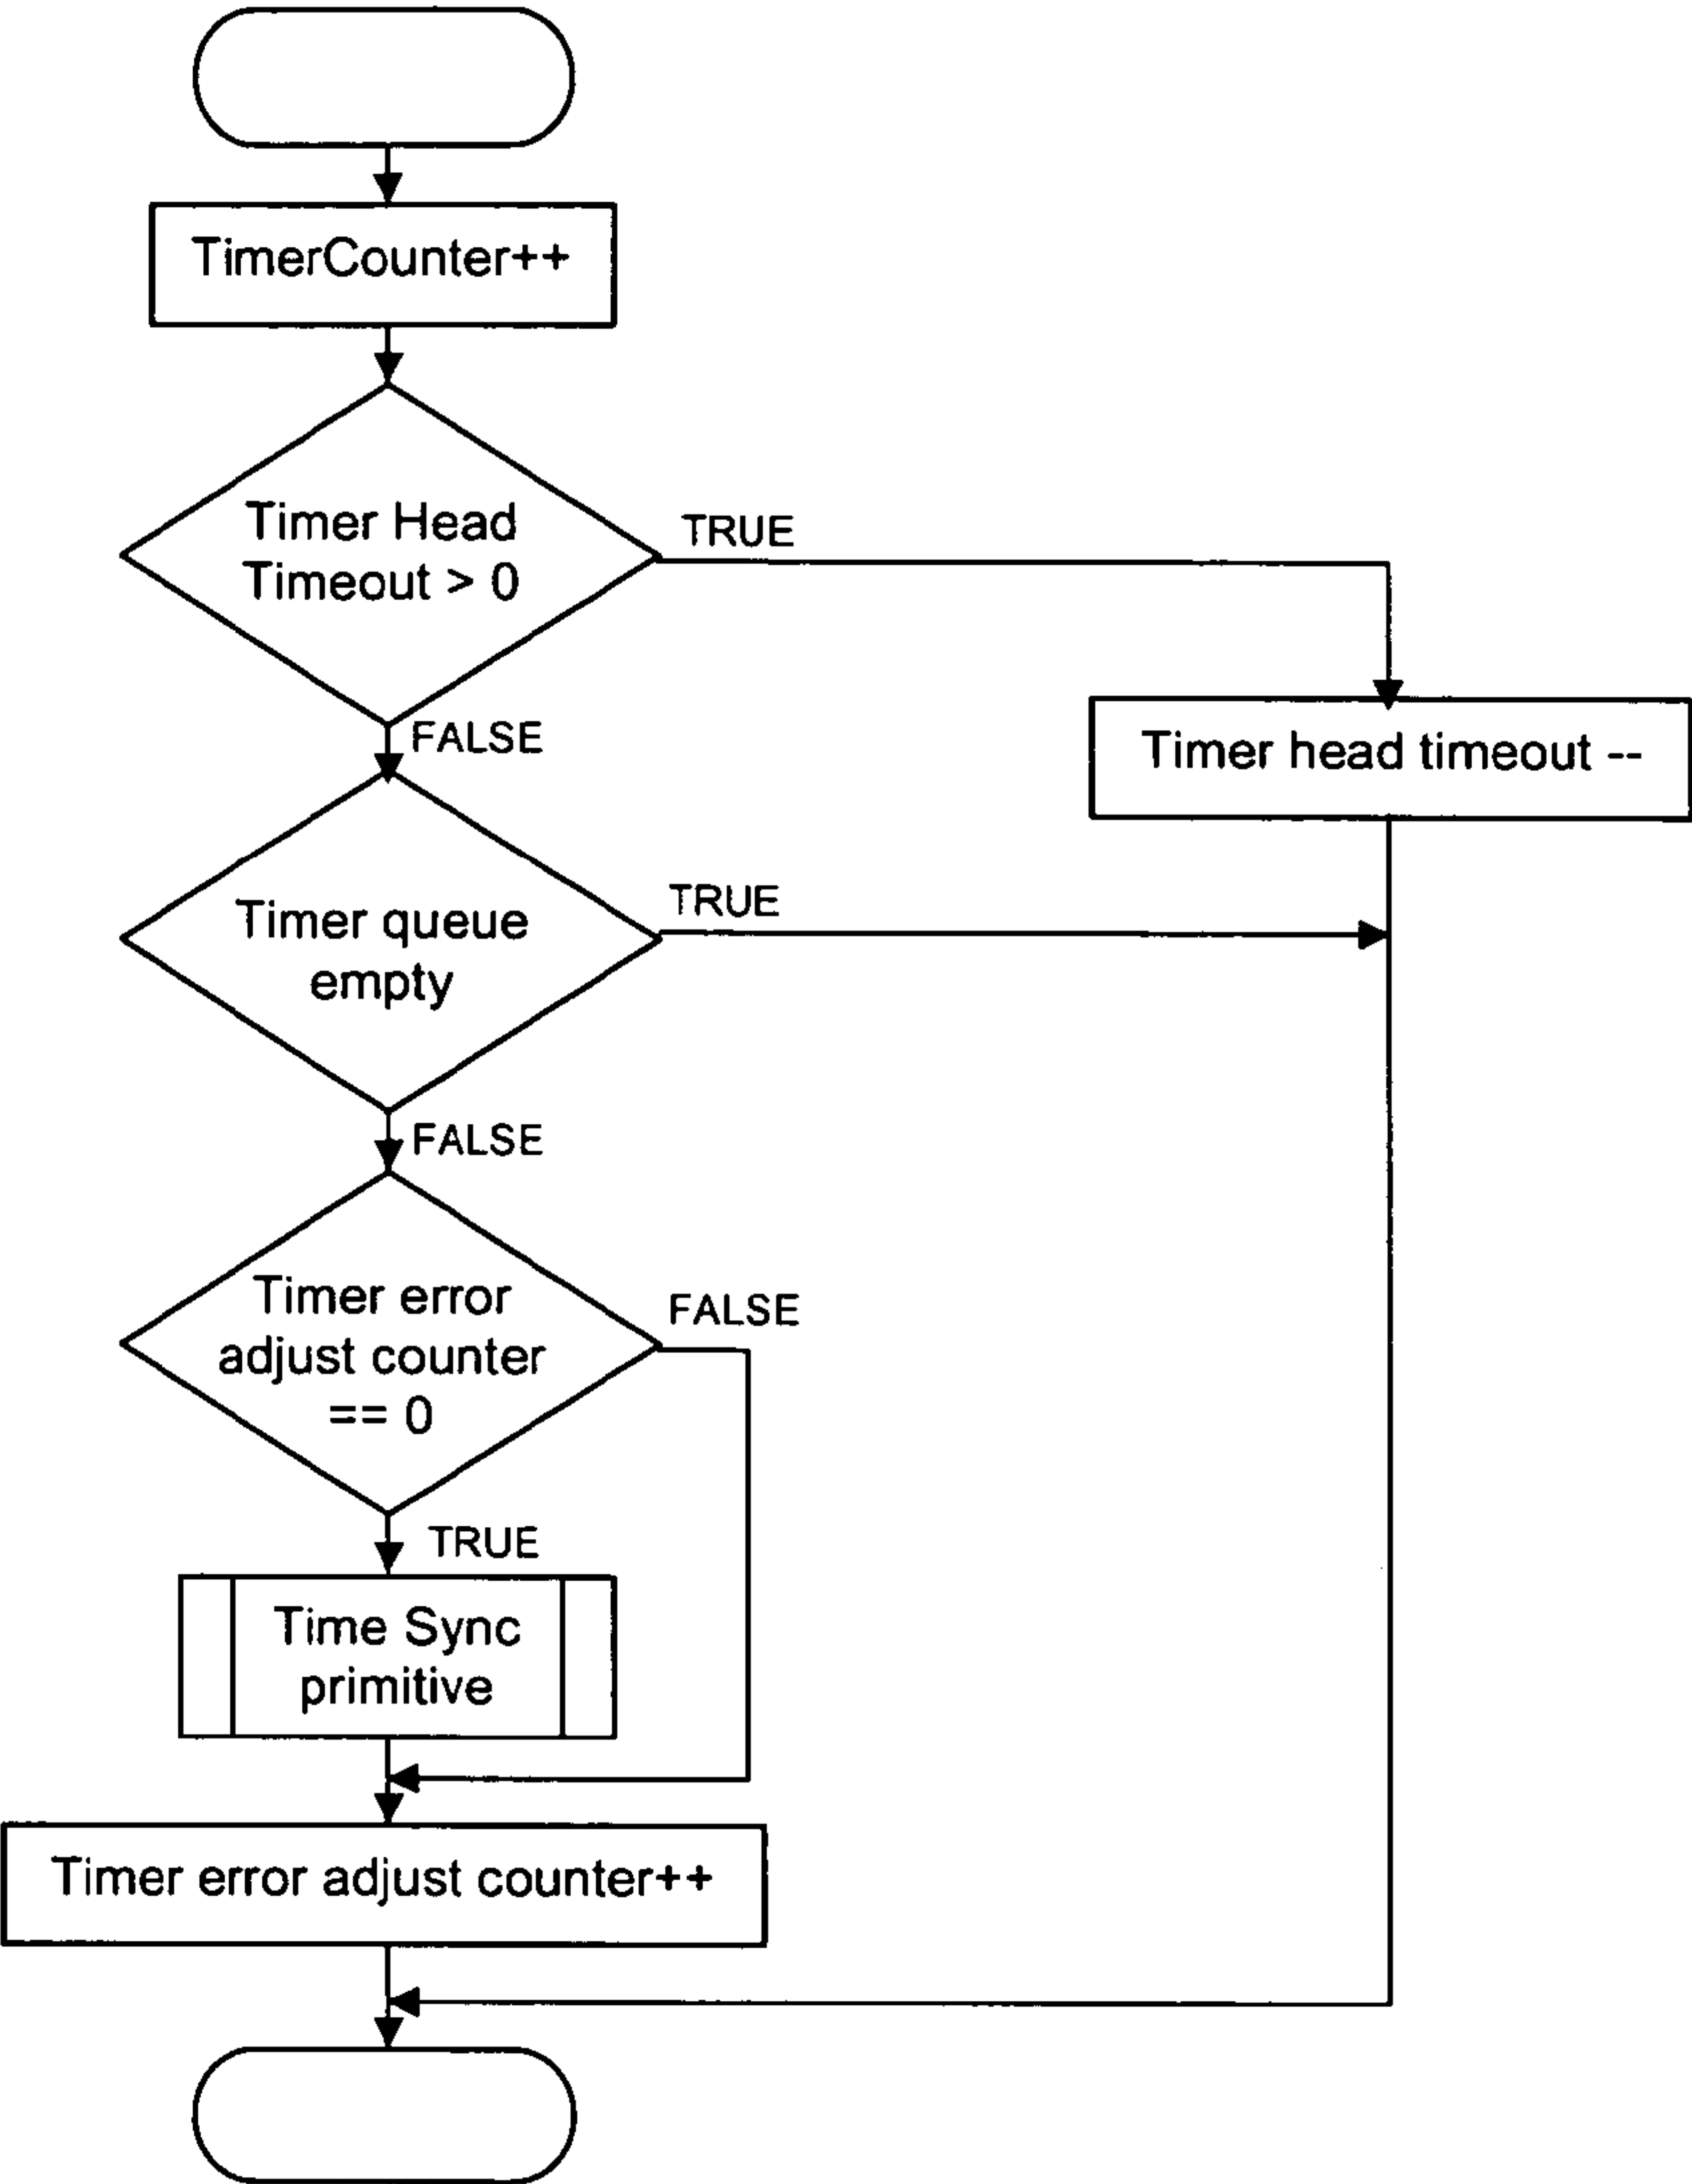 TimerCounter++
Timer Head
Timeout > 0
TRUE
FALSE
Timer head timeout --
Timer queue
empty
TRUE
FALSE
Timer error
adjust counter
== 0
FALSE
TRUE
Time Sync
primitive
Timer error adjust counter++